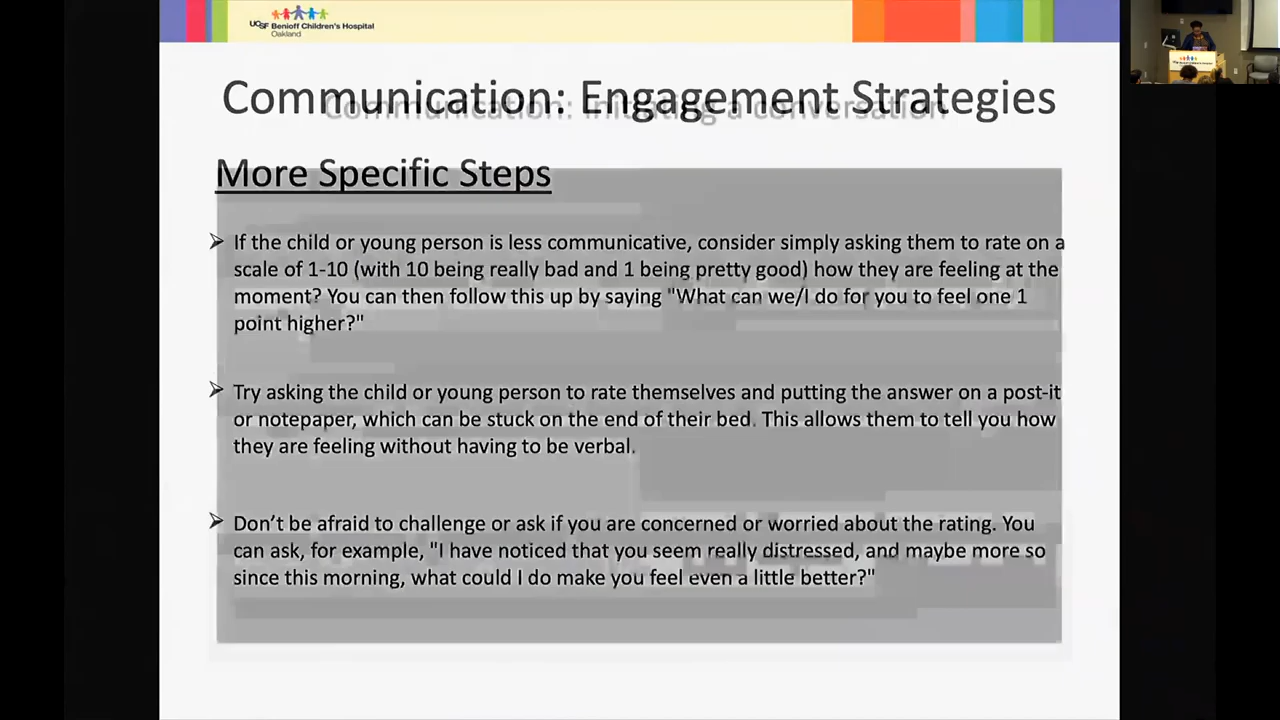 UCSF Benioff Children's Hospital
Oakland
Communication: Engagement Strategies
Communication: Initiating a conversation
More Specific Steps
If the child or young person is less communicative, consider simply asking them to rate on a
scale of 1-10 (with 10 being really bad and 1 being pretty good) how they are feeling at the
moment? You can then follow this up by saying "What can we/I do for you to feel one 1
point higher?"
Try asking the child or young person to rate themselves and putting the answer on a post-it
or notepaper, which can be stuck on the end of their bed. This allows them to tell you how
they are feeling without having to be verbal.
Don’t be afraid to challenge or ask if you are concerned or worried about the rating. You
can ask, for example, "I have noticed that you seem really distressed, and maybe more so
since this morning, what could I do make you feel even a little better?"